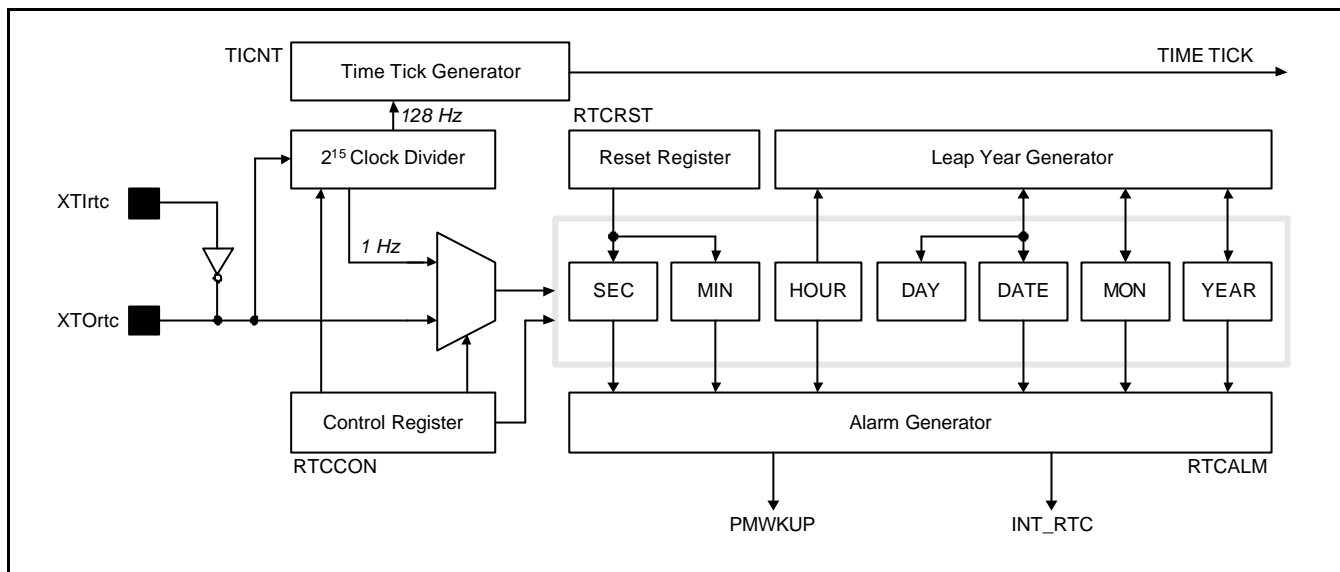 TICNT
Time Tick Generator
TIME TICK
128 Hz
RTCRST
2¹⁵ Clock Divider
Reset Register
Leap Year Generator
XTIrtc
1 Hz
SEC
MIN
HOUR
DAY
DATE
MON
YEAR
XTOrtc
Control Register
Alarm Generator
RTCCON
RTCALM
PMWKUP
INT_RTC